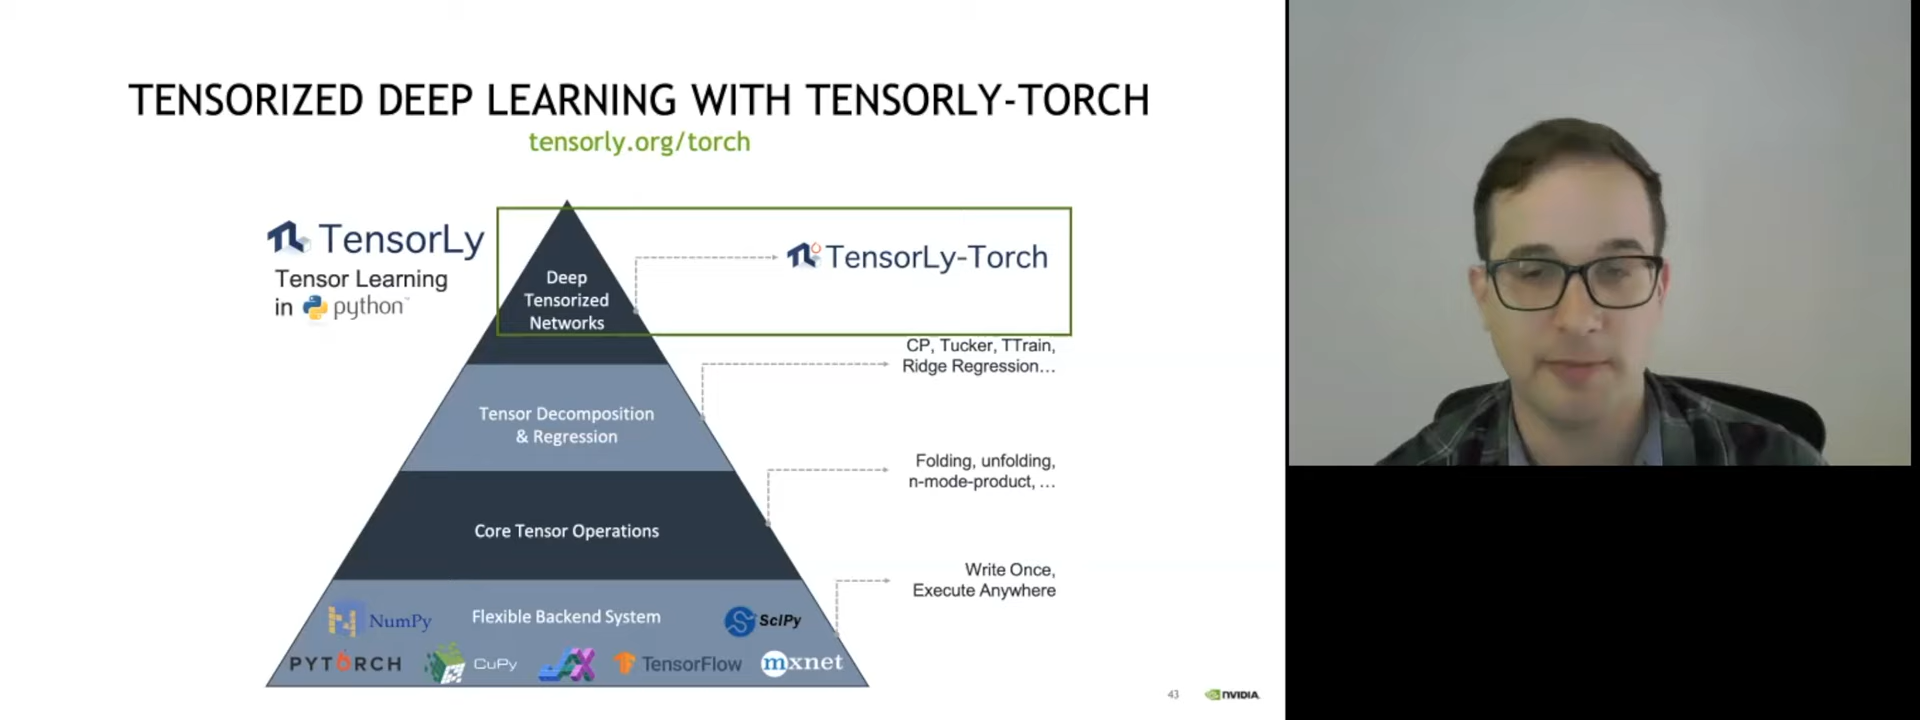 TENSORIZED DEEP LEARNING WITH TENSORLY-TORCH
tensorly.org/torch
TensorLy
Tensor Learning
in python™
Deep
Tensorized
Networks
TensorLy-Torch
CP, Tucker, TTrain,
Ridge Regression...
Tensor Decomposition
& Regression
Folding, unfolding,
n-mode-product, ...
Core Tensor Operations
Write Once,
Execute Anywhere
NumPy
Flexible Backend System
SciPy
PYTORCH
CuPy
JAX
TensorFlow
mxnet
43
NVIDIA